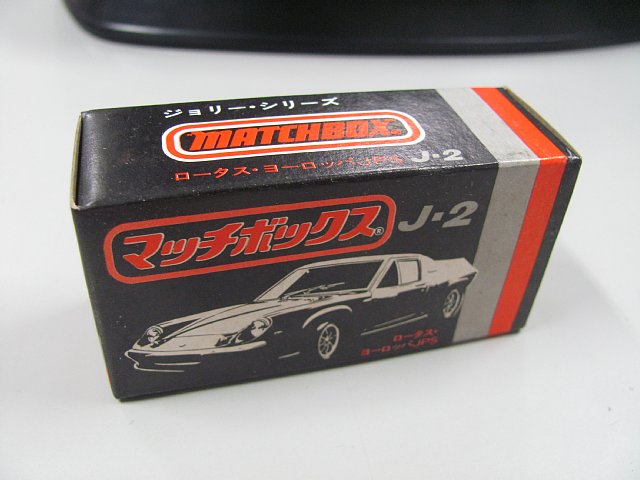 ジョリー・シリーズ
MATCHBOX
ロータス・ヨーロッパJPS J-2
マッチボックス® J-2
ロータス・
ヨーロッパJPS